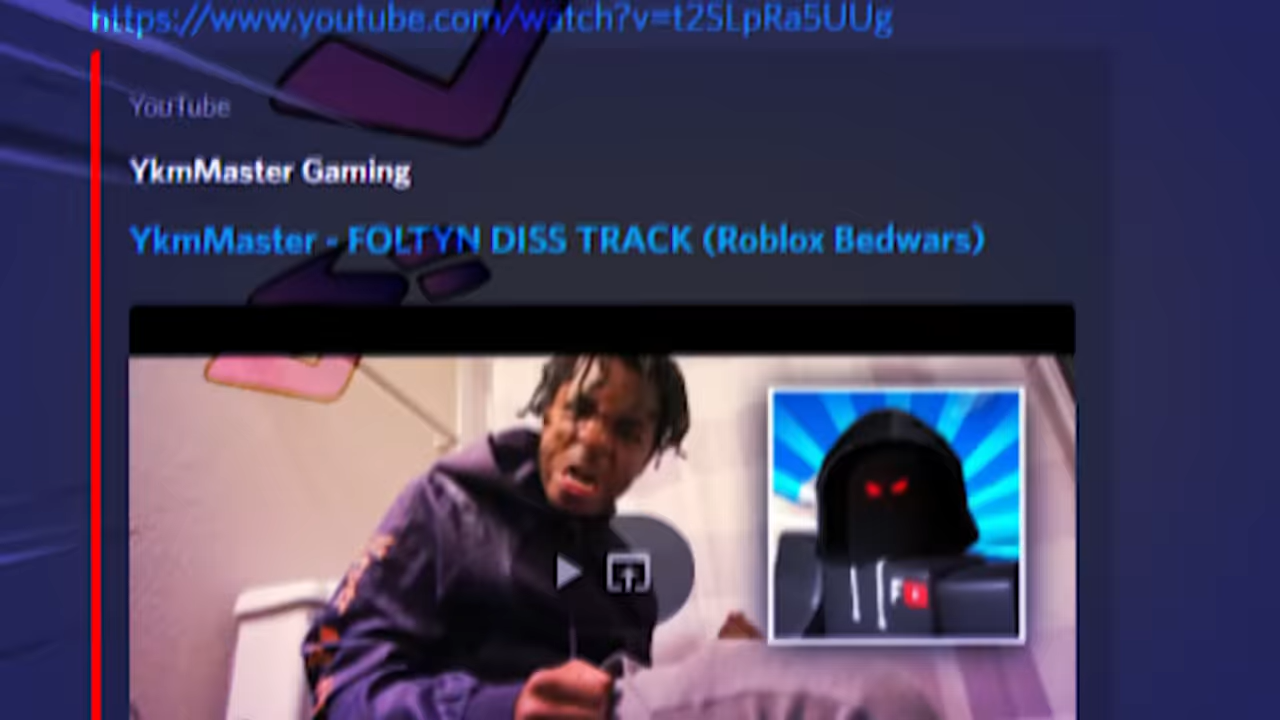 https://www.youtube.com/watch?v=t2SLpRa5UUg
YouTube
YkmMaster Gaming
YkmMaster - FOLTYN DISS TRACK (Roblox Bedwars)